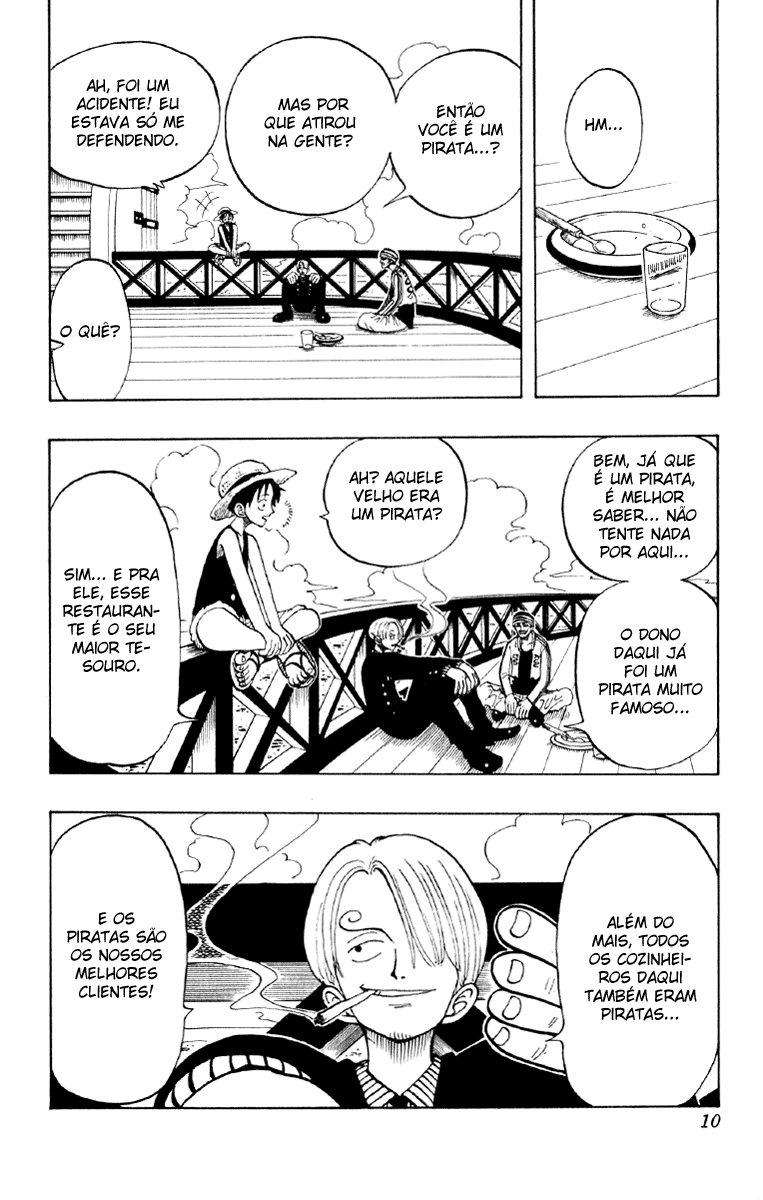 HM...
ENTÃO
VOCÊ É UM
PIRATA...?
MAS POR
QUE ATIROU
NA GENTE?
AH, FOI UM
ACIDENTE! EU
ESTAVA SÓ ME
DEFENDENDO.
O QUÊ?
BEM, JÁ QUE
É UM PIRATA,
É MELHOR
SABER... NÃO
TENTE NADA
POR AQUI...
O DONO
DAQUI JÁ
FOI UM
PIRATA MUITO
FAMOSO...
AH? AQUELE
VELHO ERA
UM PIRATA?
SIM... E PRA
ELE, ESSE
RESTAURAN-
TE É O SEU
MAIOR TE-
SOURO.
ALÉM DO
MAIS, TODOS
OS COZINHEI-
ROS DAQUI
TAMBÉM ERAM
PIRATAS...
E OS
PIRATAS SÃO
OS NOSSOS
MELHORES
CLIENTES!
10